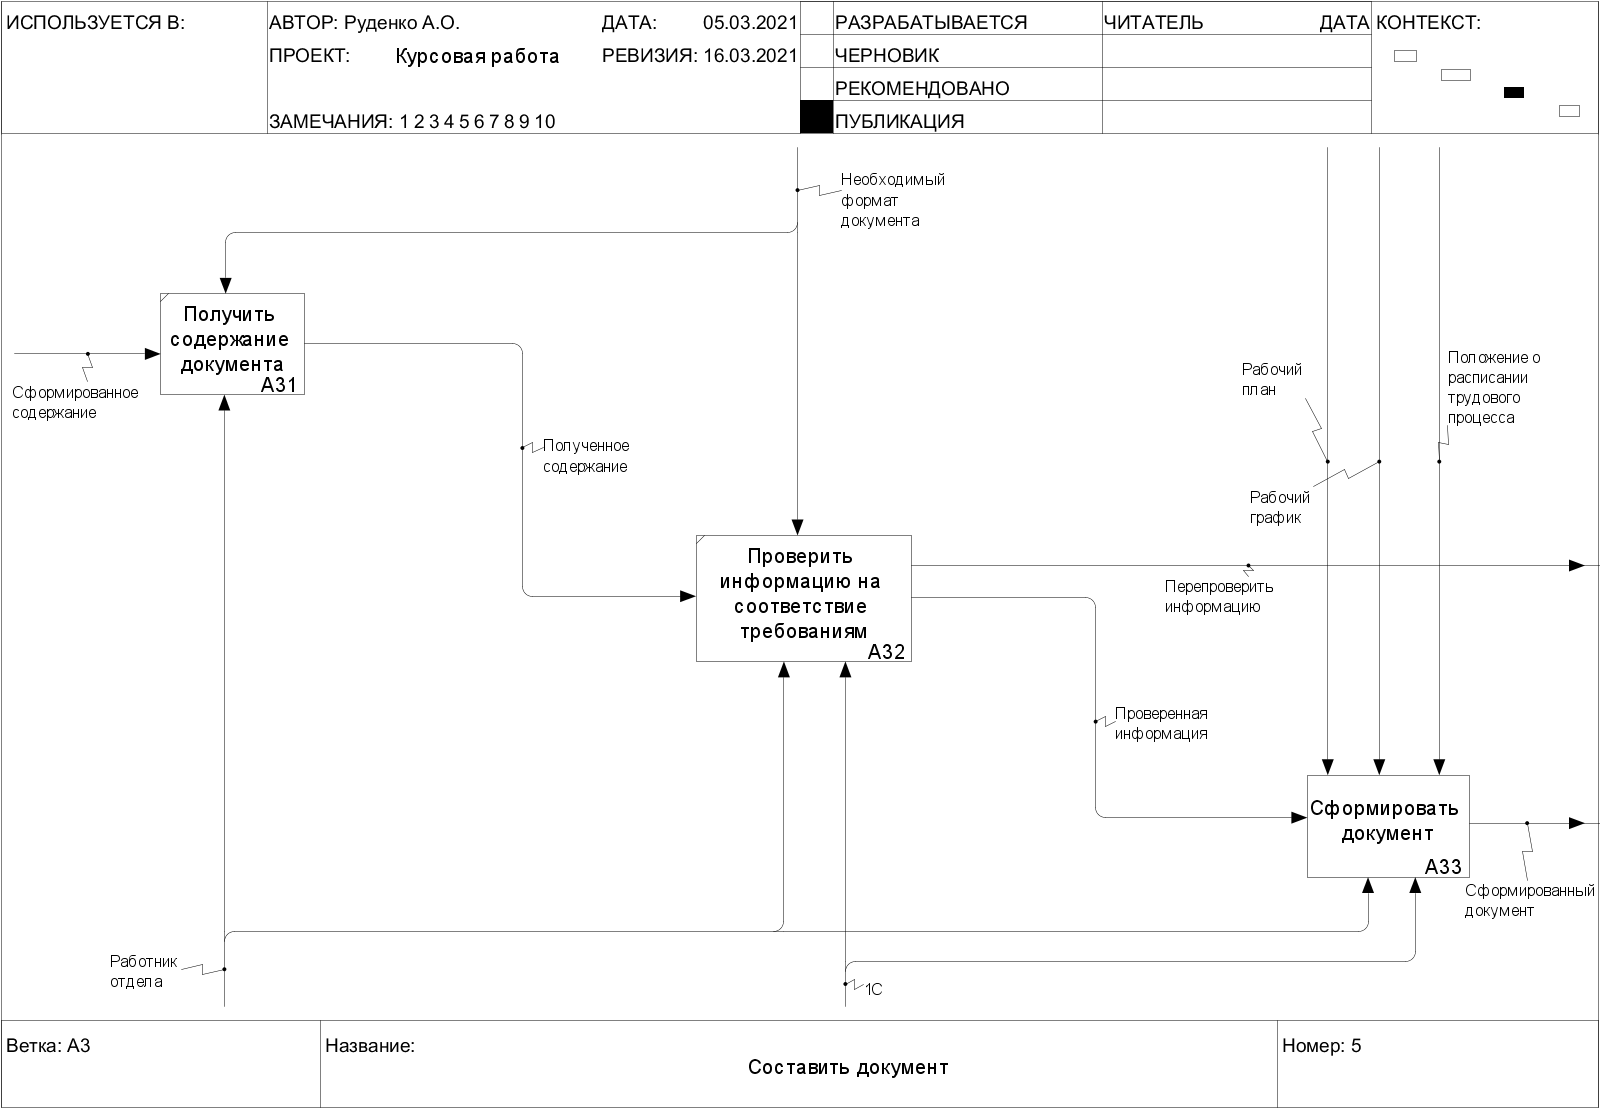 ИСПОЛЬЗУЕТСЯ В:
АВТОР: Руденко А.О.
ДАТА: 05.03.2021
ПРОЕКТ: Курсовая работа
РЕВИЗИЯ: 16.03.2021
ЗАМЕЧАНИЯ: 1 2 3 4 5 6 7 8 9 10
РАЗРАБАТЫВАЕТСЯ
ЧЕРНОВИК
РЕКОМЕНДОВАНО
ПУБЛИКАЦИЯ
ЧИТАТЕЛЬ
ДАТА
КОНТЕКСТ:
Необходимый
формат
документа
Получить
содержание
документа
A31
Сформированное
содержание
Полученное
содержание
Рабочий
план
Положение о
расписании
трудового
процесса
Рабочий
график
Проверить
информацию на
соответствие
требованиям
A32
Перепроверить
информацию
Проверенная
информация
Сформировать
документ
A33
Сформированный
документ
Работник
отдела
1С
Ветка: A3
Название:
Составить документ
Номер: 5